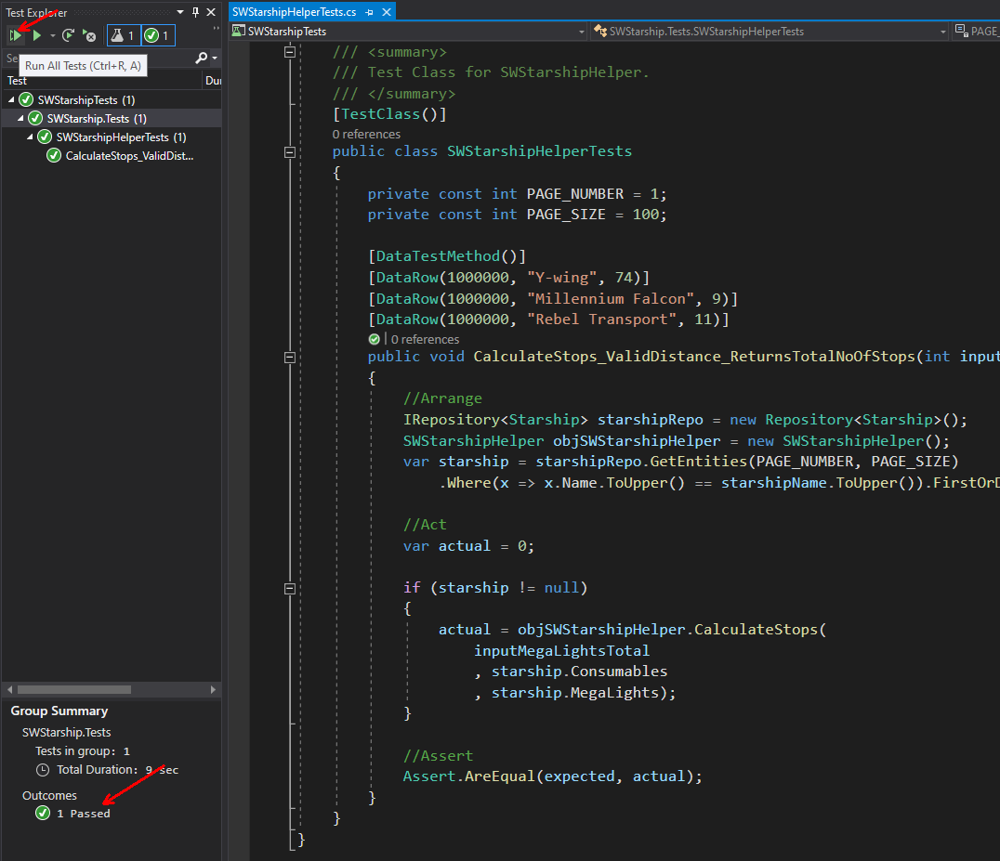 Test Explorer
1
1
Se
Run All Tests (Ctrl+R, A)
Test
Du
SWStarshipTests (1)
SWStarship.Tests (1)
SWStarshipHelperTests (1)
CalculateStops_ValidDist...
Group Summary
SWStarship.Tests
Tests in group: 1
Total Duration: 9 sec
Outcomes
1 Passed
SWStarshipHelperTests.cs
SWStarshipTests
SWStarship.Tests.SWStarshipHelperTests
PAGE_
/// <summary>
/// Test Class for SWStarshipHelper.
/// </summary>
[TestClass()]
0 references
public class SWStarshipHelperTests
{
private const int PAGE_NUMBER = 1;
private const int PAGE_SIZE = 100;
[DataTestMethod()]
[DataRow(1000000, "Y-wing", 74)]
[DataRow(1000000, "Millennium Falcon", 9)]
[DataRow(1000000, "Rebel Transport", 11)]
0 references
public void CalculateStops_ValidDistance_ReturnsTotalNoOfStops(int input
{
//Arrange
IRepository<Starship> starshipRepo = new Repository<Starship>();
SWStarshipHelper objSWStarshipHelper = new SWStarshipHelper();
var starship = starshipRepo.GetEntities(PAGE_NUMBER, PAGE_SIZE)
.Where(x => x.Name.ToUpper() == starshipName.ToUpper()).FirstOrD
//Act
var actual = 0;
if (starship != null)
{
actual = objSWStarshipHelper.CalculateStops(
inputMegaLightsTotal
, starship.Consumables
, starship.MegaLights);
}
//Assert
Assert.AreEqual(expected, actual);
}
}
}